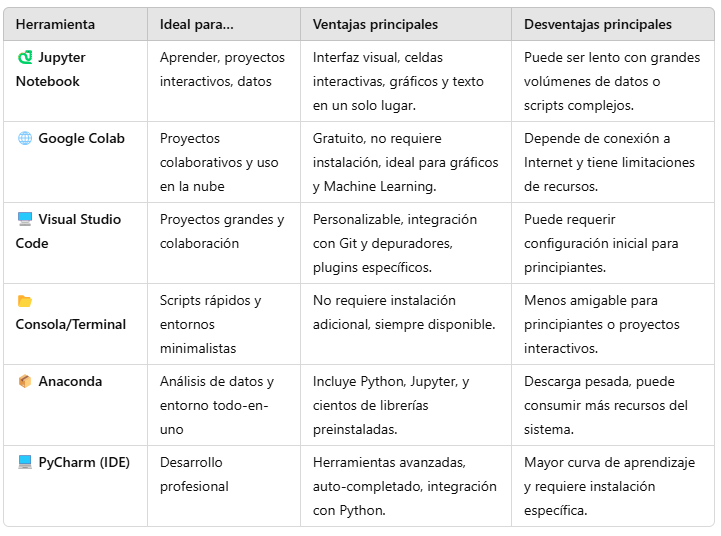 Herramienta
Ideal para...
Ventajas principales
Desventajas principales
Jupyter
Notebook
Aprender, proyectos
interactivos, datos
Interfaz visual, celdas
interactivas, gráficos y texto
en un solo lugar.
Puede ser lento con grandes
volúmenes de datos o
scripts complejos.
Google Colab
Proyectos
colaborativos y uso
en la nube
Gratuito, no requiere
instalación, ideal para gráficos
y Machine Learning.
Depende de conexión a
Internet y tiene limitaciones
de recursos.
Visual Studio
Code
Proyectos grandes y
colaboración
Personalizable, integración
con Git y depuradores,
plugins específicos.
Puede requerir
configuración inicial para
principiantes.
Consola/Terminal
Scripts rápidos y
entornos
minimalistas
No requiere instalación
adicional, siempre disponible.
Menos amigable para
principiantes o proyectos
interactivos.
Anaconda
Análisis de datos y
entorno todo-en-
uno
Incluye Python, Jupyter, y
cientos de librerías
preinstaladas.
Descarga pesada, puede
consumir más recursos del
sistema.
PyCharm (IDE)
Desarrollo
profesional
Herramientas avanzadas,
auto-completado, integración
con Python.
Mayor curva de aprendizaje
y requiere instalación
específica.